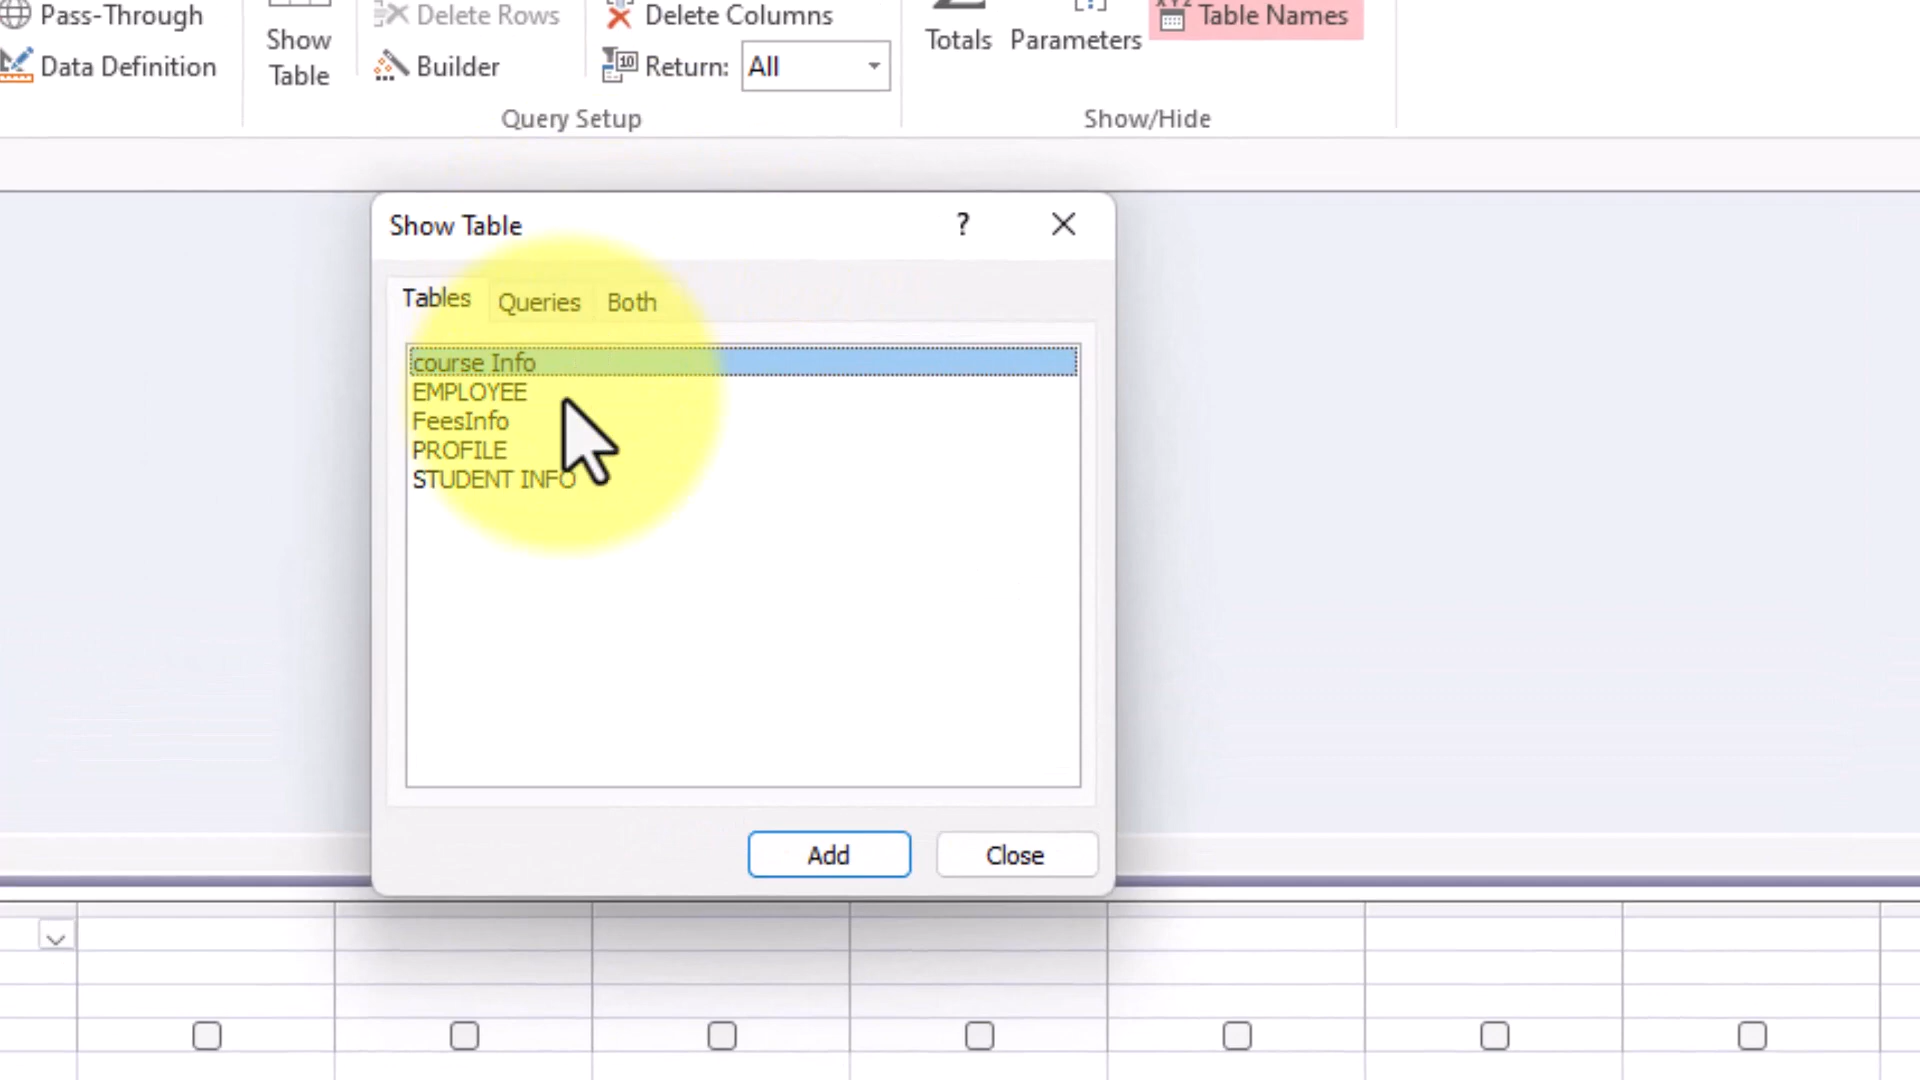 Pass-Through
Data Definition
Show
Table
Delete Rows
Builder
Delete Columns
Return: All
Query Setup
Totals
Parameters
Table Names
Show/Hide
Show Table
Tables
Queries
Both
course Info
EMPLOYEE
FeesInfo
PROFILE
STUDENT INFO
Add
Close